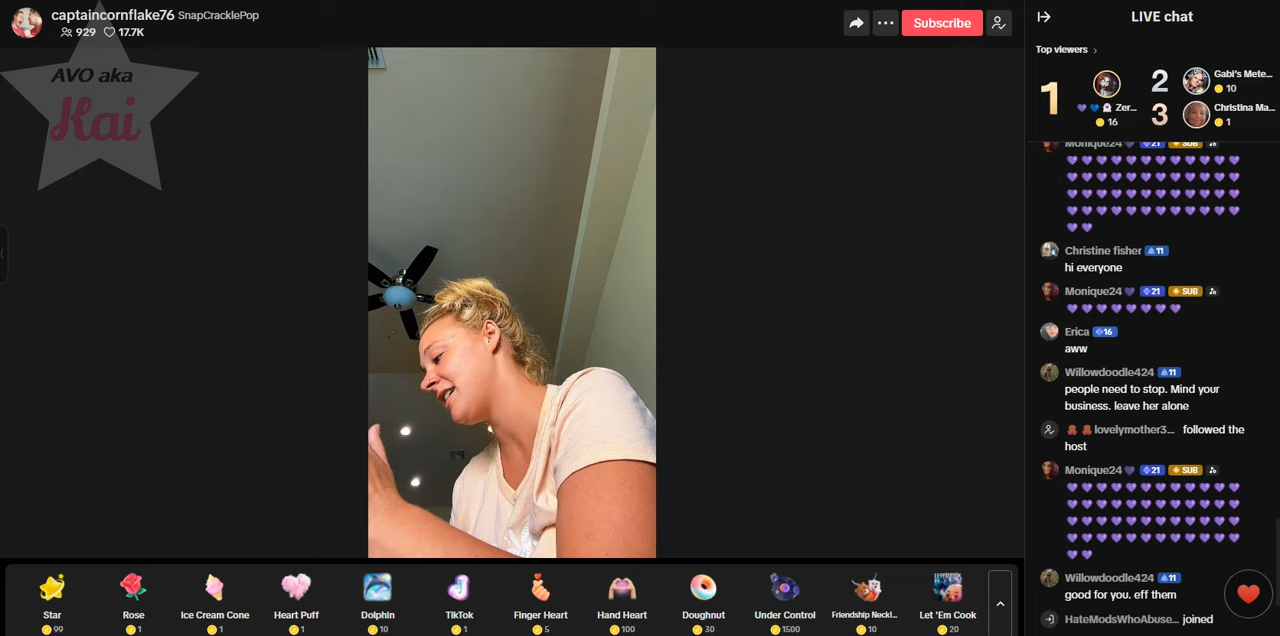 captaincornflake76 SnapCracklePop
929 17.7K
Subscribe
AVO aka
Kai
LIVE chat
Top viewers
1
Zer...
16
2
Gabi's Mete...
10
3
Christina Ma...
1
Monique24 21 SUB
Christine fisher 11
hi everyone
Monique24 21 SUB
Erica 16
aww
Willowdoodle424 11
people need to stop. Mind your
business. leave her alone
lovelymother3... followed the
host
Monique24 21 SUB
Willowdoodle424 11
good for you. eff them
HateModsWhoAbuse... joined
Star
99
Rose
1
Ice Cream Cone
1
Heart Puff
1
Dolphin
10
TikTok
1
Finger Heart
5
Hand Heart
100
Doughnut
30
Under Control
1500
Friendship Neckl...
10
Let 'Em Cook
20